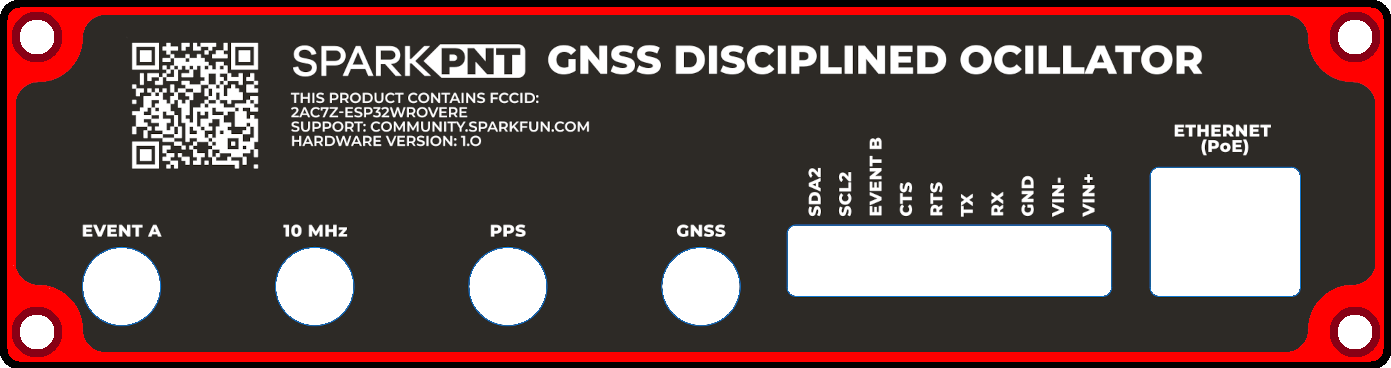 SPARKPNT GNSS DISCIPLINED OCILLATOR
THIS PRODUCT CONTAINS FCCID:
2AC7Z-ESP32WROVERE
SUPPORT: COMMUNITY.SPARKFUN.COM
HARDWARE VERSION: 1.0
EVENT A
10 MHz
PPS
GNSS
SDA2
SCL2
EVENT B
CTS
RTS
TX
RX
GND
VIN-
VIN+
ETHERNET
(PoE)